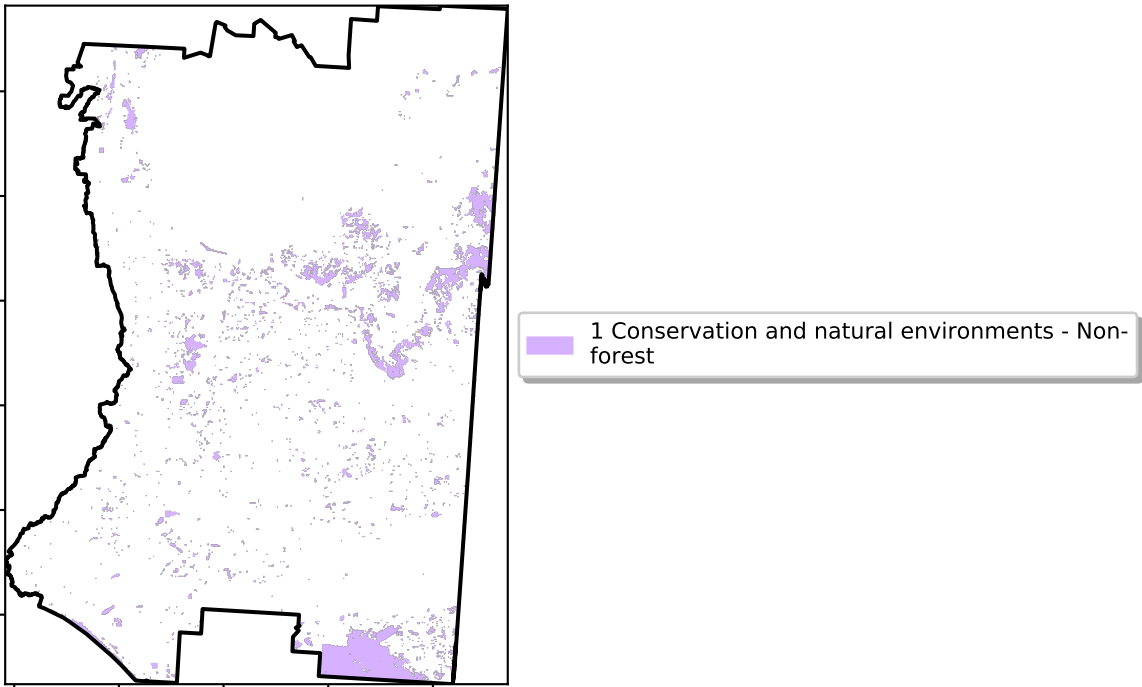 1 Conservation and natural environments - Non-
forest